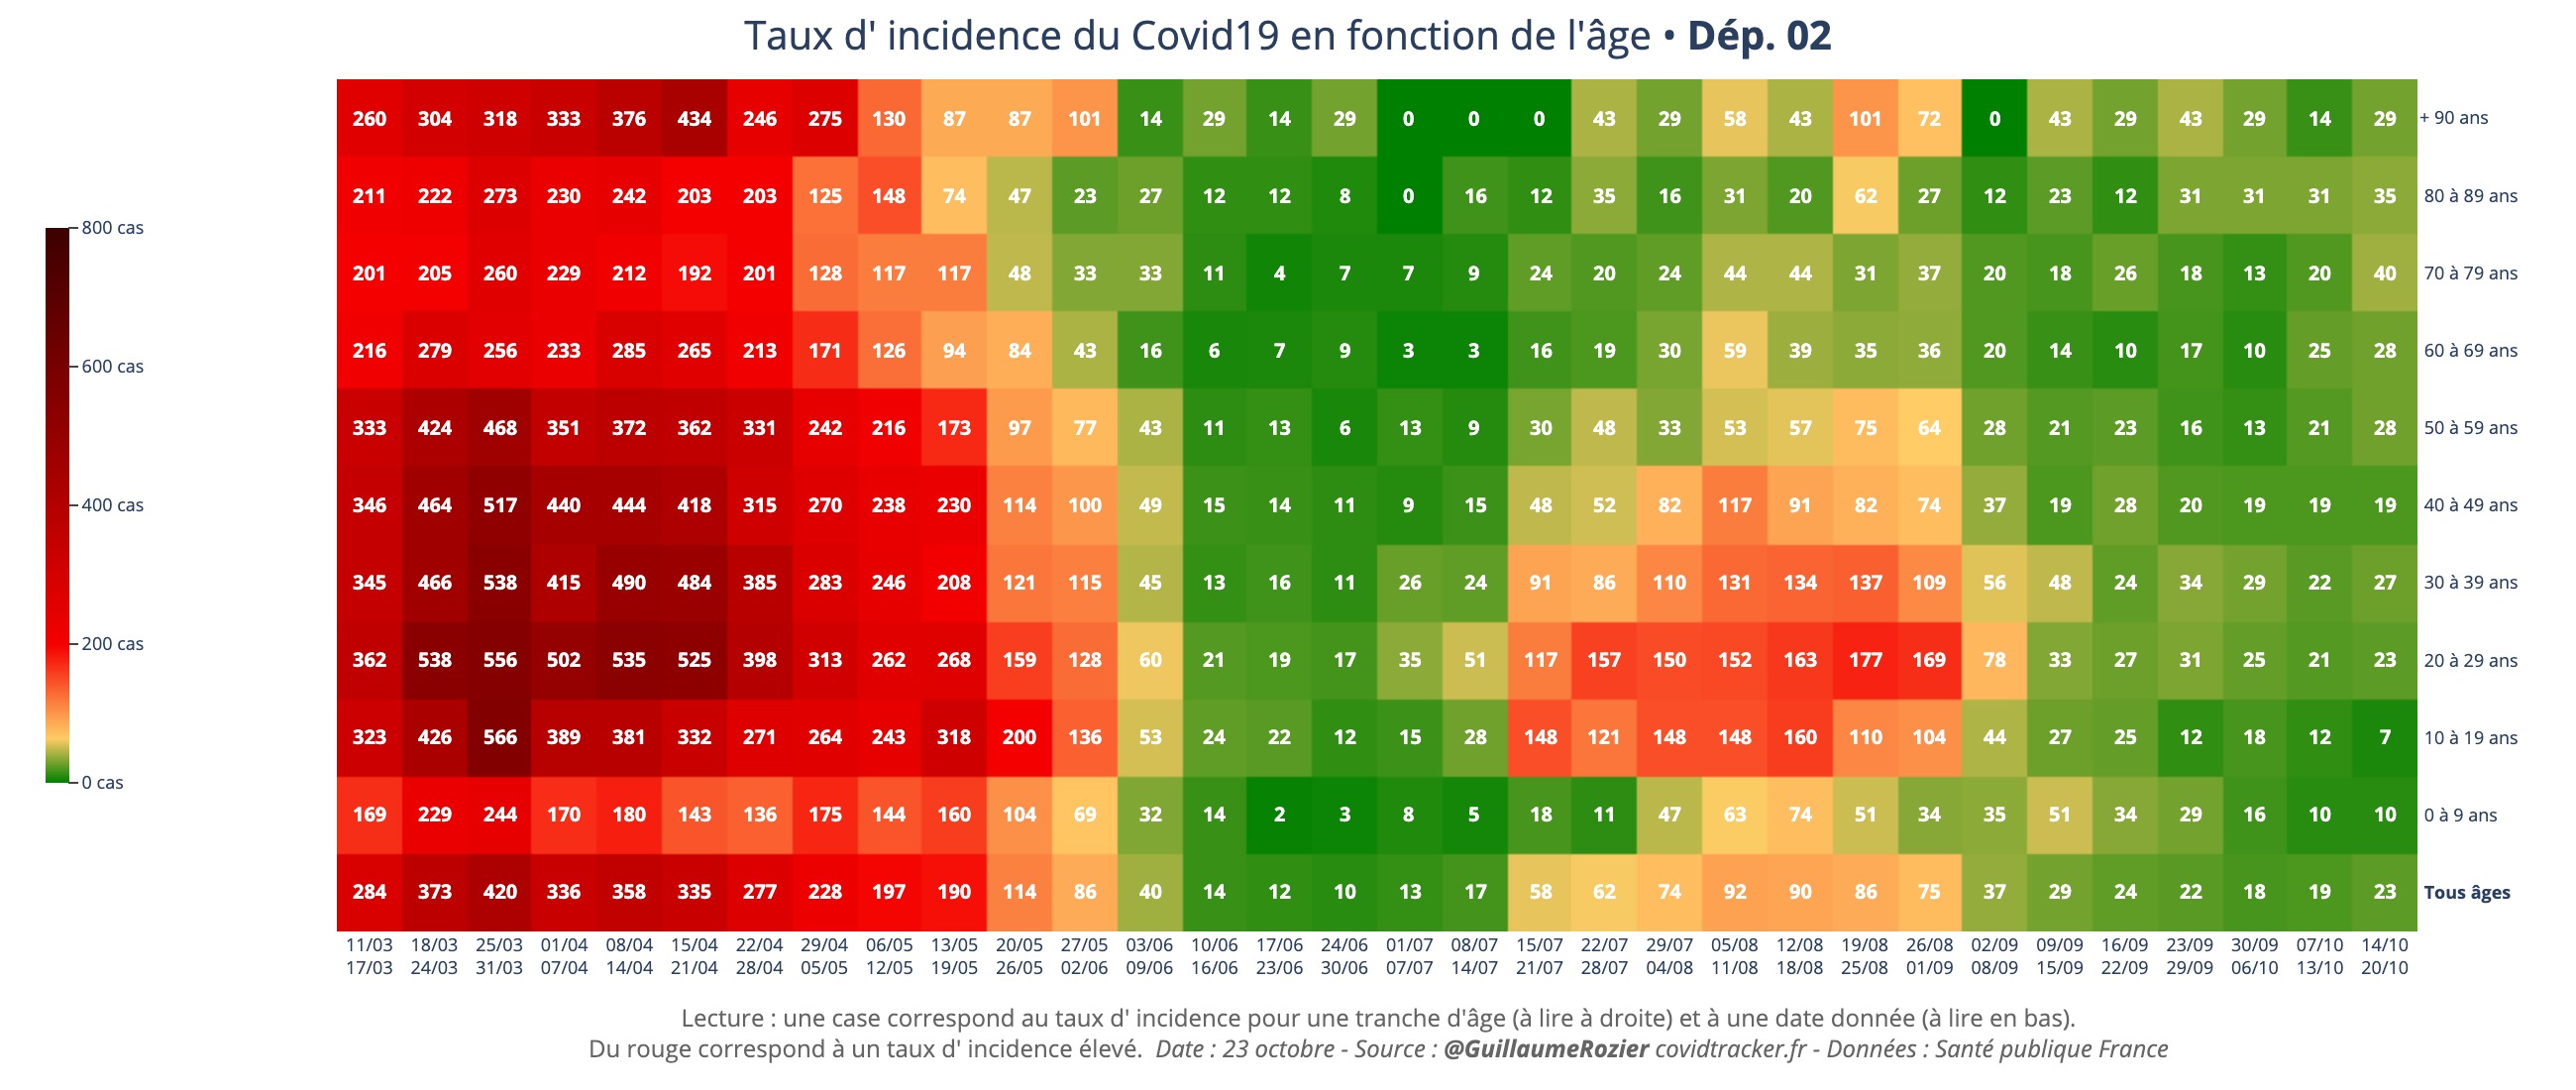 Taux d' incidence du Covid19 en fonction de l'âge • Dép. 02
260 304 318 333 376 434 246 275 130 87 87 101 14 29 14 29 0 0 0 43 29 58 43 101 72 0 43 29 43 29 14 29 + 90 ans
211 222 273 230 242 203 203 125 148 74 47 23 27 12 12 8 0 16 12 35 16 31 20 62 27 12 23 12 31 31 31 35 80 à 89 ans
800 cas
201 205 260 229 212 192 201 128 117 117 48 33 33 11 4 7 7 9 24 20 24 44 44 31 37 20 18 26 18 13 20 40 70 à 79 ans
216 279 256 233 285 265 213 171 126 94 84 43 16 6 7 9 3 3 16 19 30 59 39 35 36 20 14 10 17 10 25 28 60 à 69 ans
600 cas
333 424 468 351 372 362 331 242 216 173 97 77 43 11 13 6 13 9 30 48 33 53 57 75 64 28 21 23 16 13 21 28 50 à 59 ans
400 cas
346 464 517 440 444 418 315 270 238 230 114 100 49 15 14 11 9 15 48 52 82 117 91 82 74 37 19 28 20 19 19 19 40 à 49 ans
345 466 538 415 490 484 385 283 246 208 121 115 45 13 16 11 26 24 91 86 110 131 134 137 109 56 48 24 34 29 22 27 30 à 39 ans
200 cas
362 538 556 502 535 525 398 313 262 268 159 128 60 21 19 17 35 51 117 157 150 152 163 177 169 78 33 27 31 25 21 23 20 à 29 ans
323 426 566 389 381 332 271 264 243 318 200 136 53 24 22 12 15 28 148 121 148 148 160 110 104 44 27 25 12 18 12 7 10 à 19 ans
0 cas
169 229 244 170 180 143 136 175 144 160 104 69 32 14 2 3 8 5 18 11 47 63 74 51 34 35 51 34 29 16 10 10 0 à 9 ans
284 373 420 336 358 335 277 228 197 190 114 86 40 14 12 10 13 17 58 62 74 92 90 86 75 37 29 24 22 18 19 23 Tous âges
11/03 18/03 25/03 01/04 08/04 15/04 22/04 29/04 06/05 13/05 20/05 27/05 03/06 10/06 17/06 24/06 01/07 08/07 15/07 22/07 29/07 05/08 12/08 19/08 26/08 02/09 09/09 16/09 23/09 30/09 07/10 14/10
17/03 24/03 31/03 07/04 14/04 21/04 28/04 05/05 12/05 19/05 26/05 02/06 09/06 16/06 23/06 30/06 07/07 14/07 21/07 28/07 04/08 11/08 18/08 25/08 01/09 08/09 15/09 22/09 29/09 06/10 13/10 20/10
Lecture : une case correspond au taux d' incidence pour une tranche d'âge (à lire à droite) et à une date donnée (à lire en bas).
Du rouge correspond à un taux d' incidence élevé. Date : 23 octobre - Source : @GuillaumeRozier covidtracker.fr - Données : Santé publique France